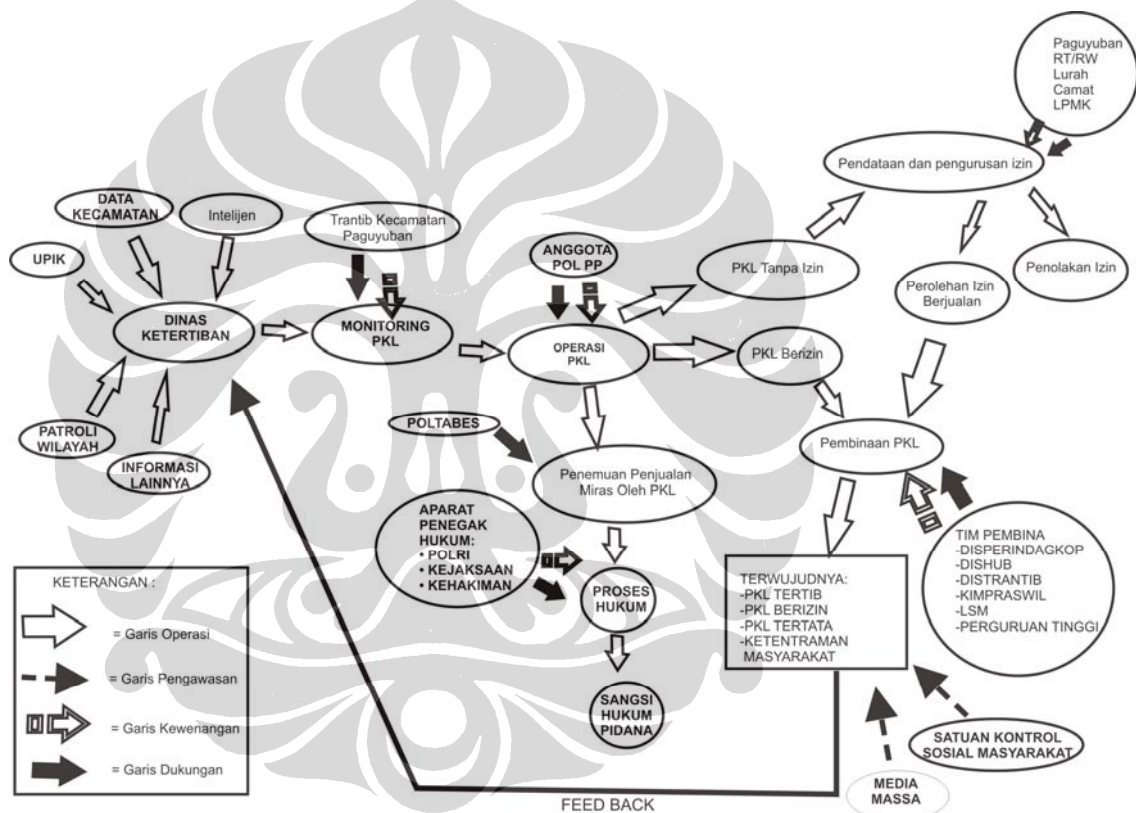 Paguyuban
RT/RW
Lurah
Camat
LPMK
Pendataan dan pengurusan izin
DATA
KECAMATAN
Intelijen
Trantib Kecamatan
Paguyuban
UPIK
ANGGOTA
POL PP
PKL Tanpa Izin
Perolehan Izin
Berjualan
Penolakan Izin
DINAS
KETERTIBAN
MONITORING
PKL
OPERASI
PKL
PKL Berizin
PATROLI
WILAYAH
INFORMASI
LAINNYA
POLTABES
Penemuan Penjualan
Miras Oleh PKL
Pembinaan PKL
APARAT
PENEGAK
HUKUM:
• POLRI
• KEJAKSAAN
• KEHAKIMAN
PROSES
HUKUM
SANGSI
HUKUM
PIDANA
TERWUJUDNYA:
-PKL TERTIB
-PKL BERIZIN
-PKL TERTATA
-KETENTRAMAN
MASYARAKAT
TIM PEMBINA
-DISPERINDAGKOP
-DISHUB
-DISTRANTIB
-KIMPRASWIL
-LSM
-PERGURUAN TINGGI
SATUAN KONTROL
SOSIAL MASYARAKAT
MEDIA
MASSA
FEED BACK
KETERANGAN :
= Garis Operasi
= Garis Pengawasan
= Garis Kewenangan
= Garis Dukungan